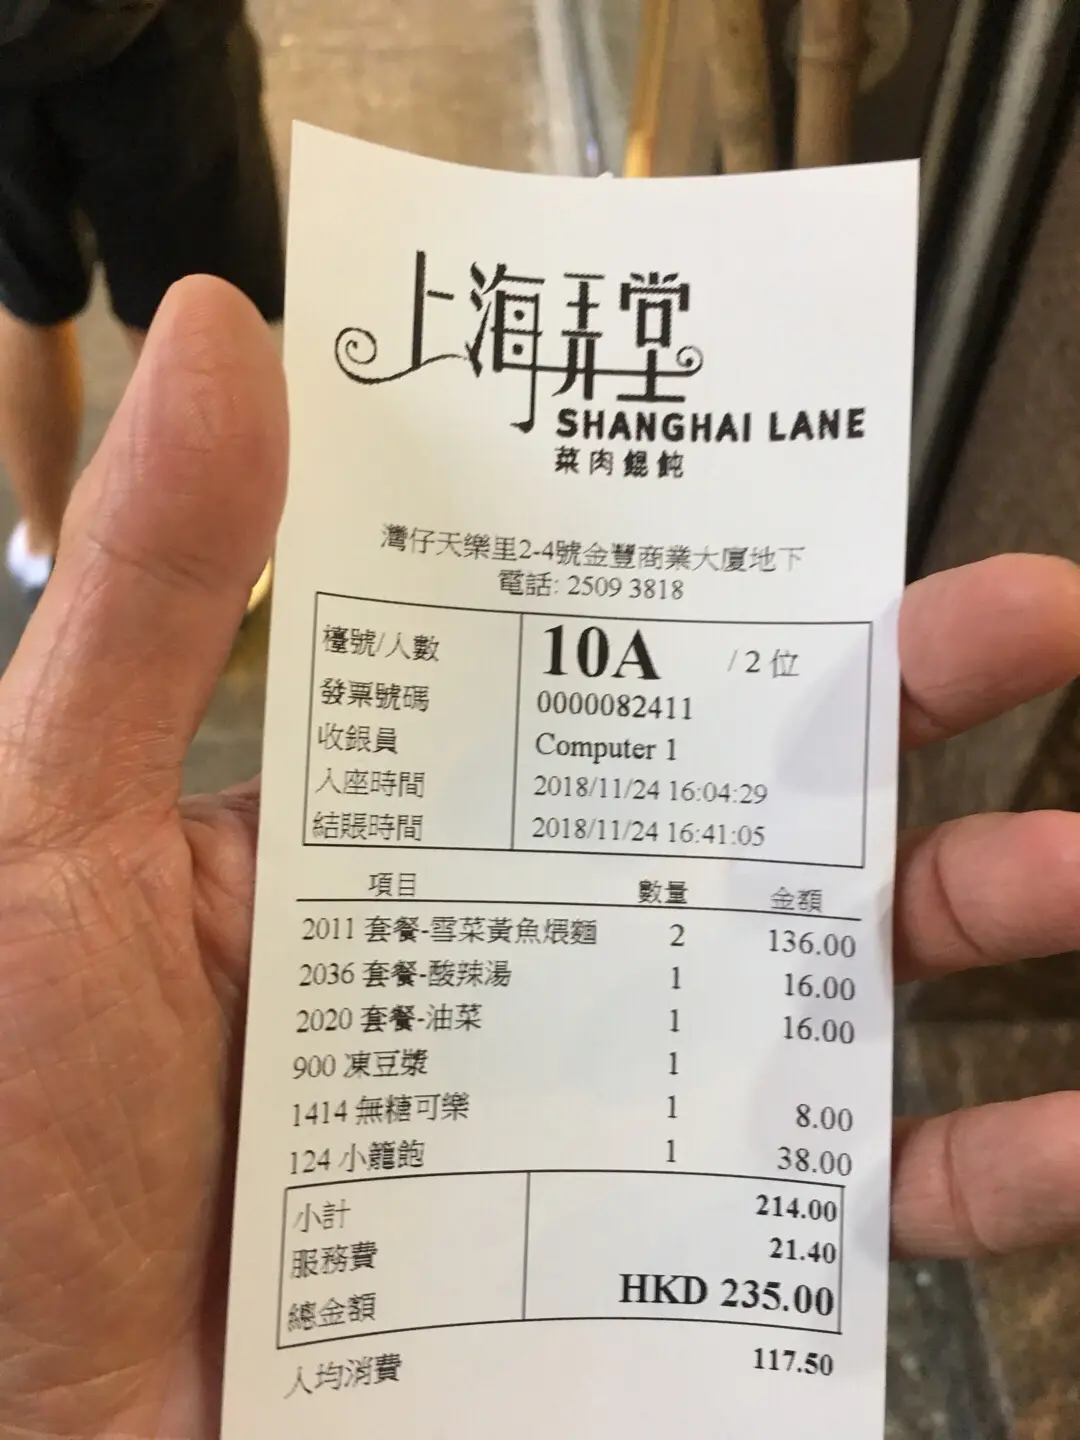 上海弄堂
SHANGHAI LANE
菜肉餛飩
灣仔天樂里2-4號金豐商業大廈地下
電話: 2509 3818
檯號/人數 10A / 2 位
發票號碼 0000082411
收銀員 Computer 1
入座時間 2018/11/24 16:04:29
結賬時間 2018/11/24 16:41:05
項目 數量 金額
2011 套餐-雪菜黃魚煨麵 2 136.00
2036 套餐-酸辣湯 1 16.00
2020 套餐-油菜 1 16.00
900 凍豆漿 1
1414 無糖可樂 1 8.00
124 小籠飽 1 38.00
小計 214.00
服務費 21.40
總金額 HKD 235.00
人均消費 117.50